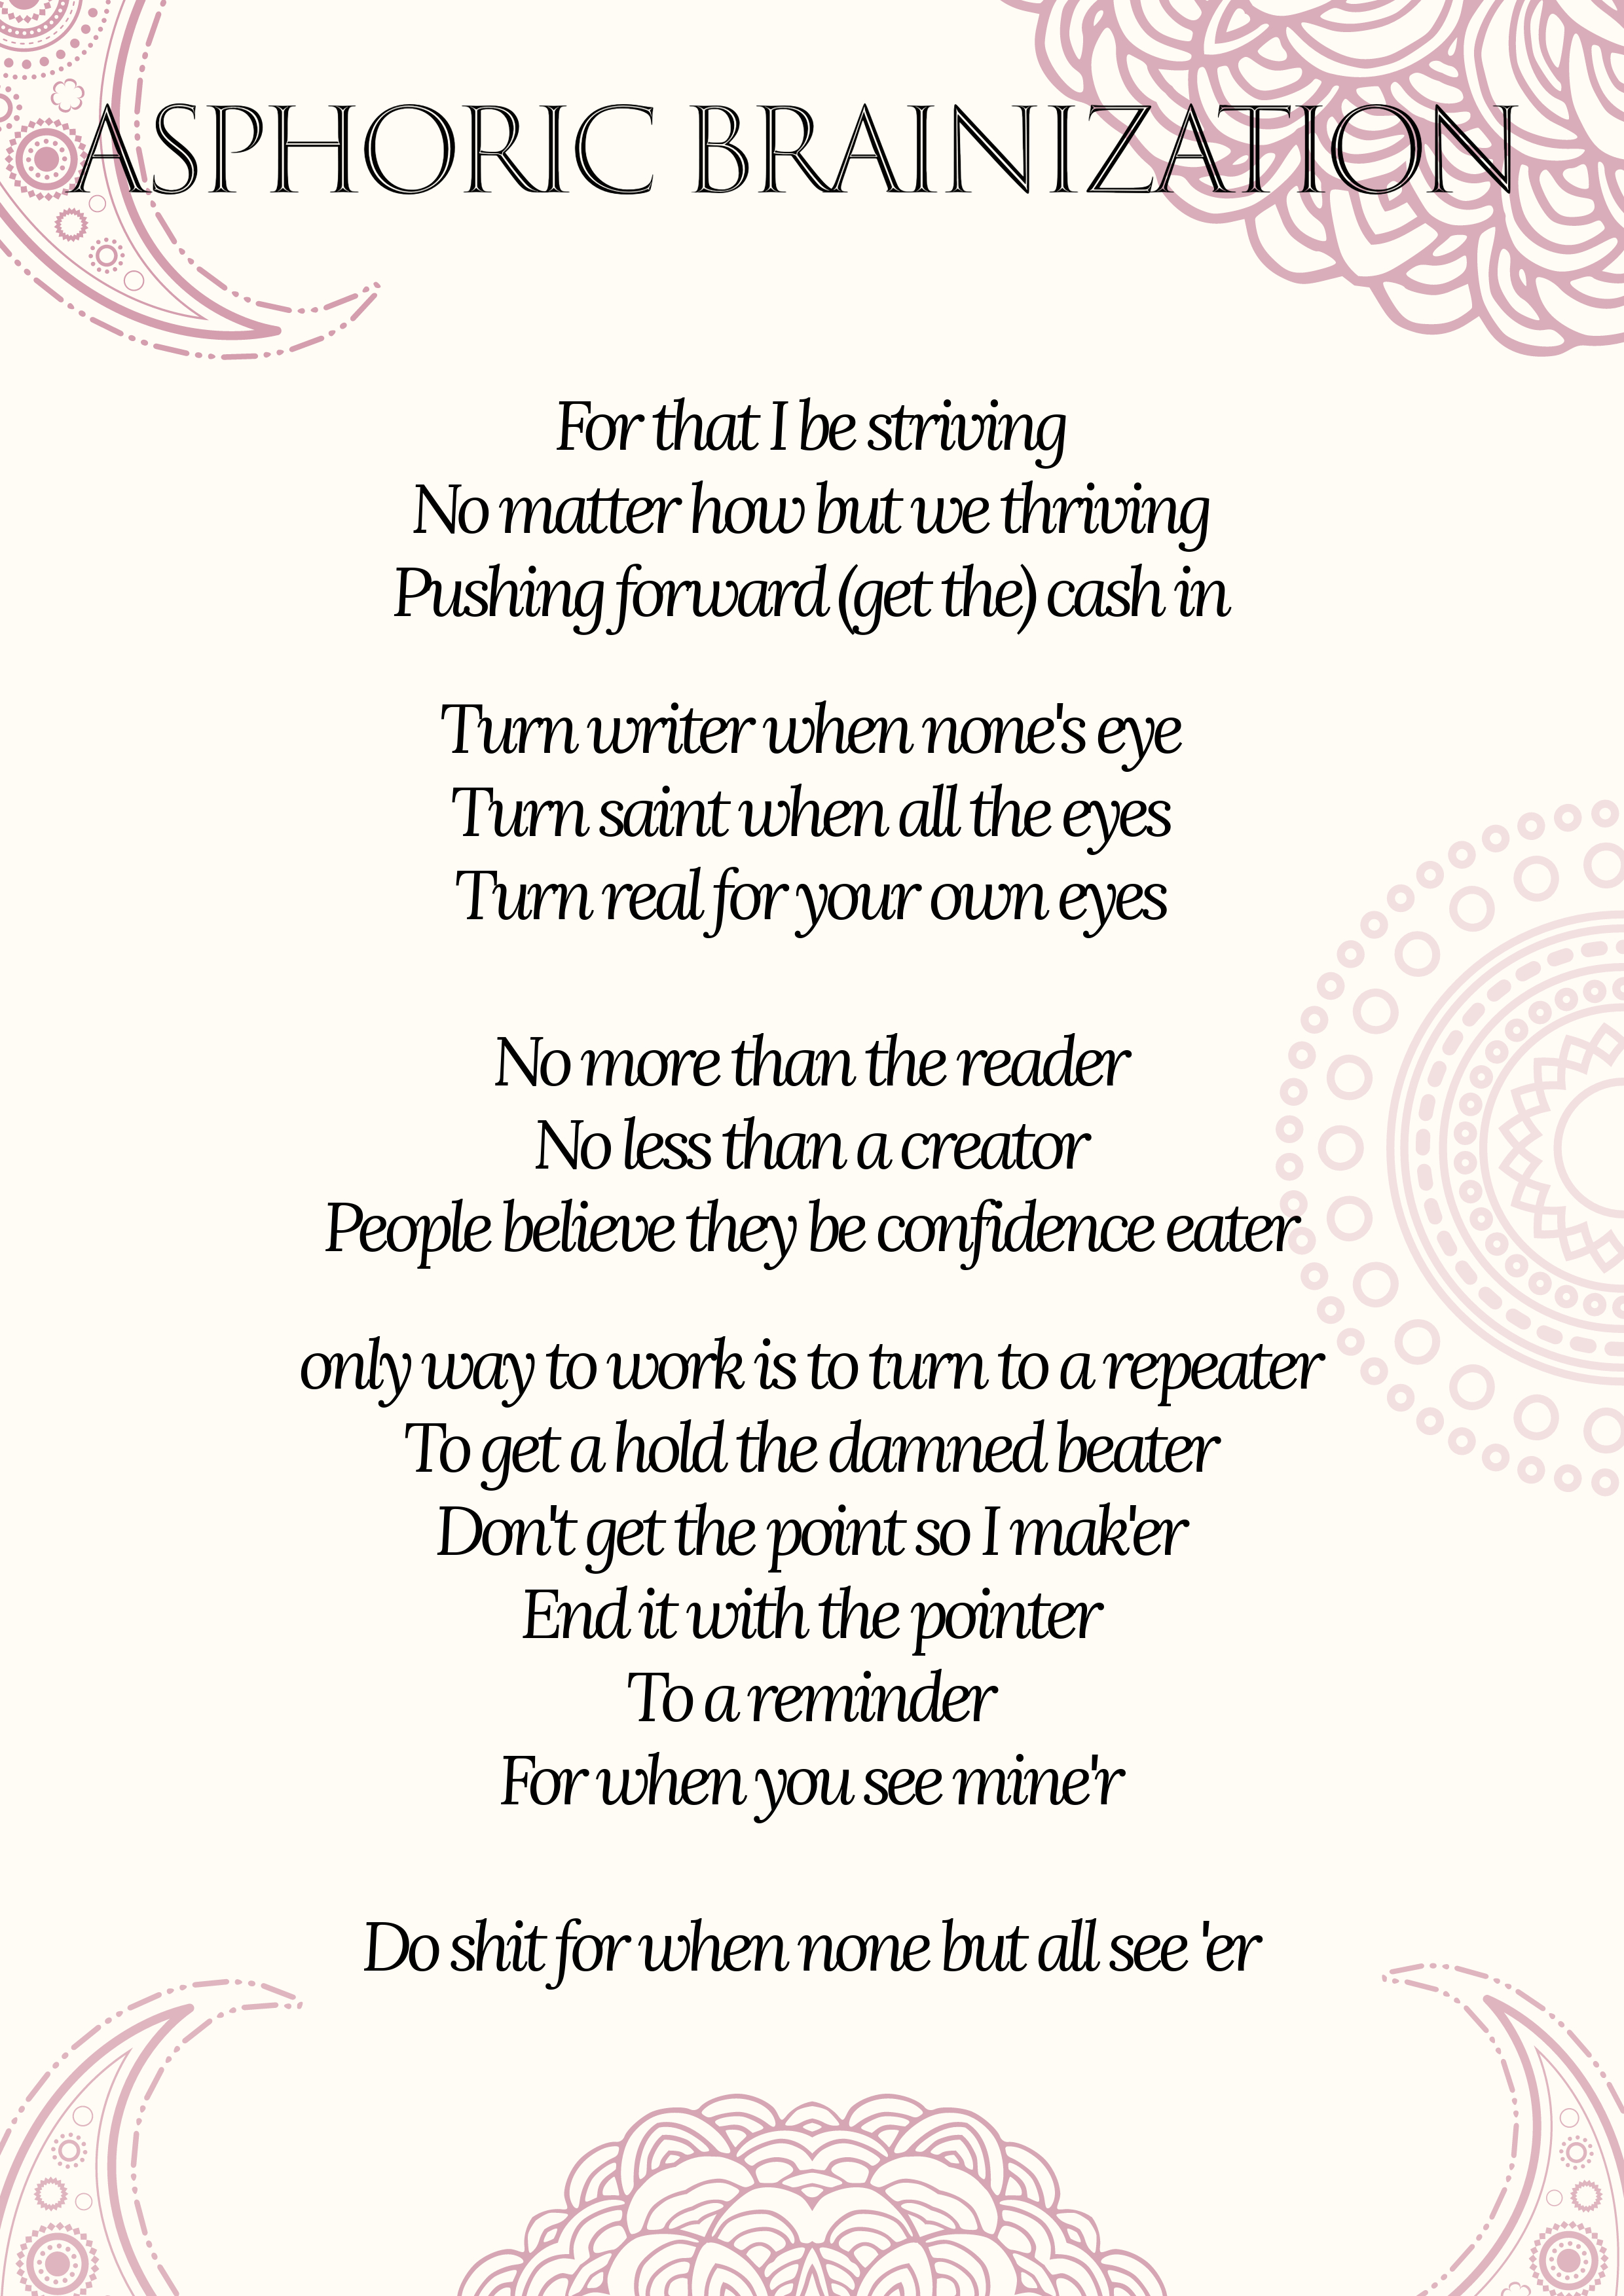 ASPHORIC BRAINIZATION
For that I be striving
No matter how but we thriving
Pushing forward (get the) cash in
Turn writer when none's eye
Turn saint when all the eyes
Turn real for your own eyes
No more than the reader
No less than a creator
People believe they be confidence eater
only way to work is to turn to a repeater
To get a hold the damned beater
Don't get the point so I mak'er
End it with the pointer
To a reminder
For when you see mine'r
Do shit for when none but all see 'er